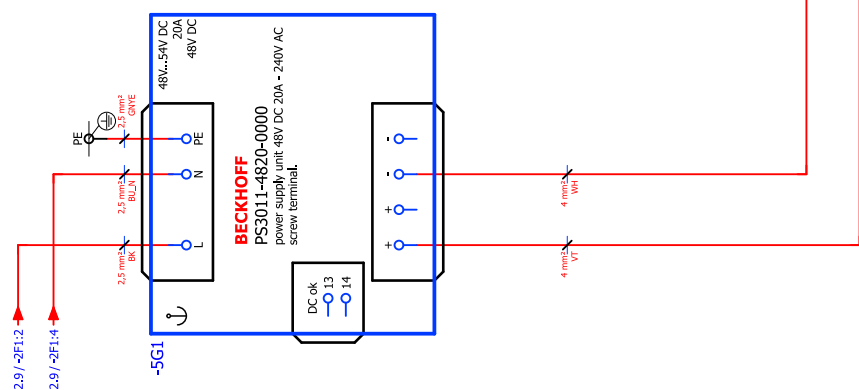 48V...54V DC
20A
48V DC
BECKHOFF
PS3011-4820-0000
power supply unit 48V DC 20A - 240V AC
screw terminal.
PE
2,5 mm²
GNYE
PE
2,5 mm²
BU_N
N
2,5 mm²
BK
L
-
-
+
+
4 mm²
WH
4 mm²
VT
DC ok
13
14
-5G1
2.9 / -2F1:2
2.9 / -2F1:4